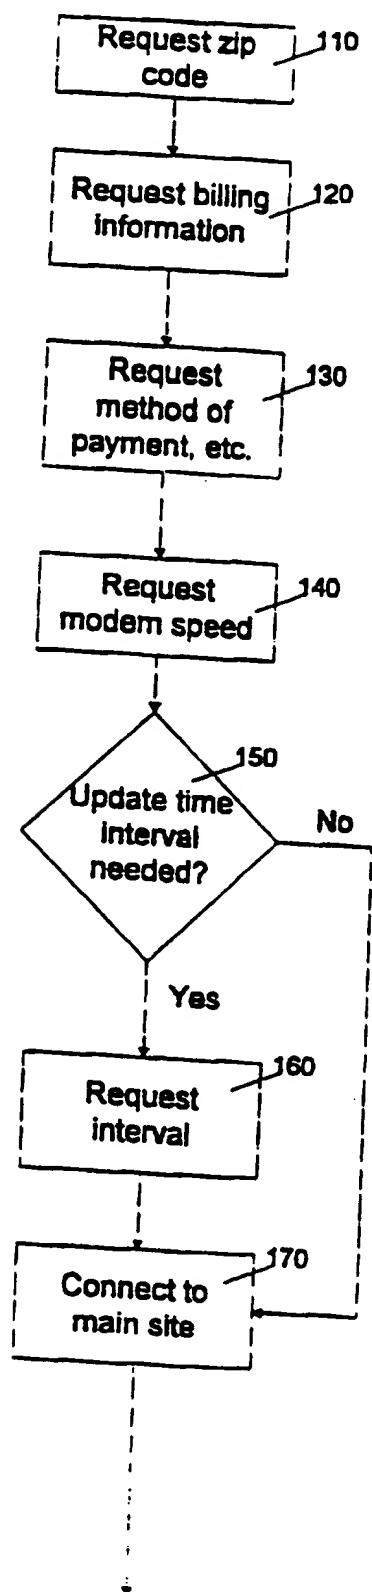 Request zip
code
110
Request billing
information
120
Request
method of
payment, etc.
130
Request
modem speed
140
150
Update time
interval
needed?
No
Yes
Request
interval
160
Connect to
main site
170